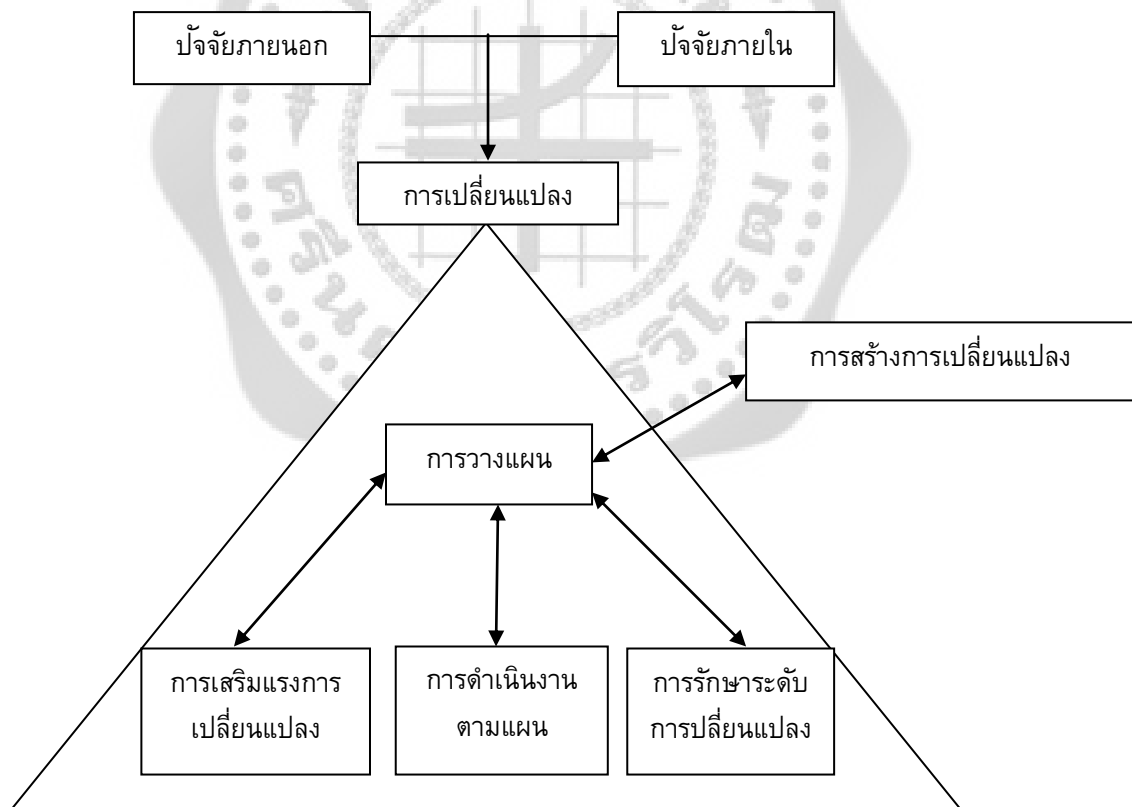 ปัจจัยภายนอก
ปัจจัยภายใน
การเปลี่ยนแปลง
การสร้างการเปลี่ยนแปลง
การวางแผน
การเสริมแรงการ
เปลี่ยนแปลง
การดำเนินงาน
ตามแผน
การรักษาระดับ
การปลี่ยนแปลง